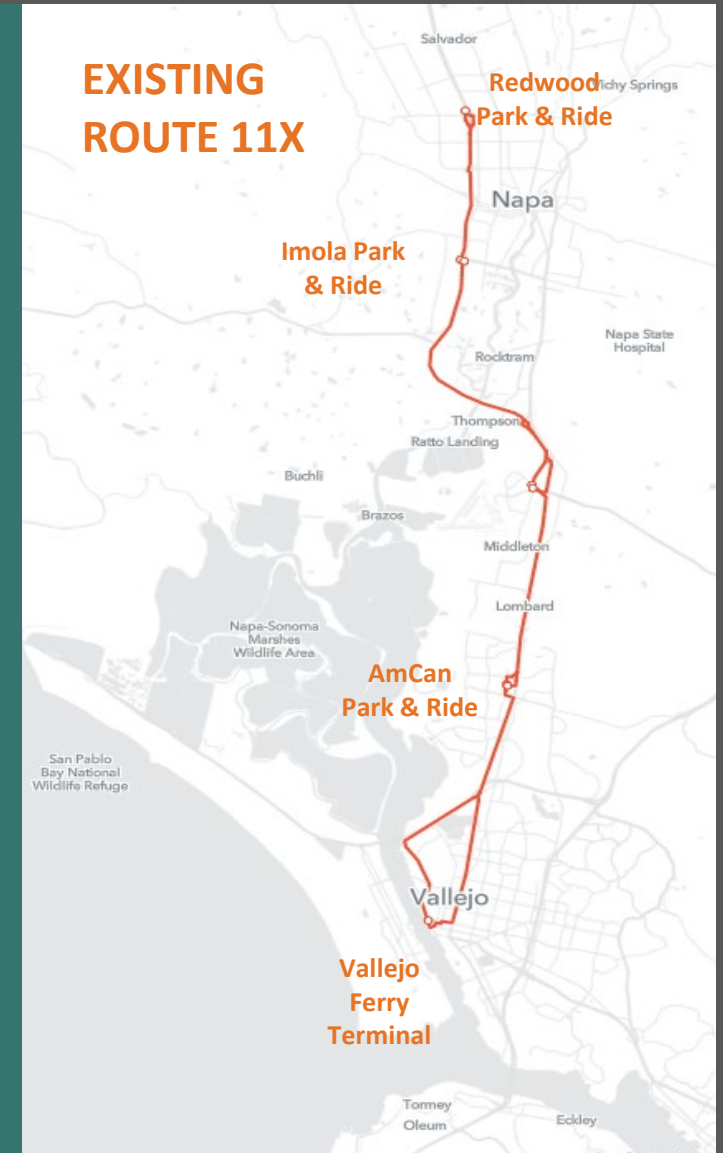 EXISTING
ROUTE 11X
Salvador
Redwood
Park & Ride
Vichy Springs
Napa
Imola Park
& Ride
Napa State
Hospital
Rocktram
Thompson
Ratto Landing
Buchli
Brazos
Middleton
Lombard
Napa-Sonoma
Marshes
Wildlife Area
AmCan
Park & Ride
San Pablo
Bay National
Wildlife Refuge
Vallejo
Vallejo
Ferry
Terminal
Tormey
Oleum
Eckley